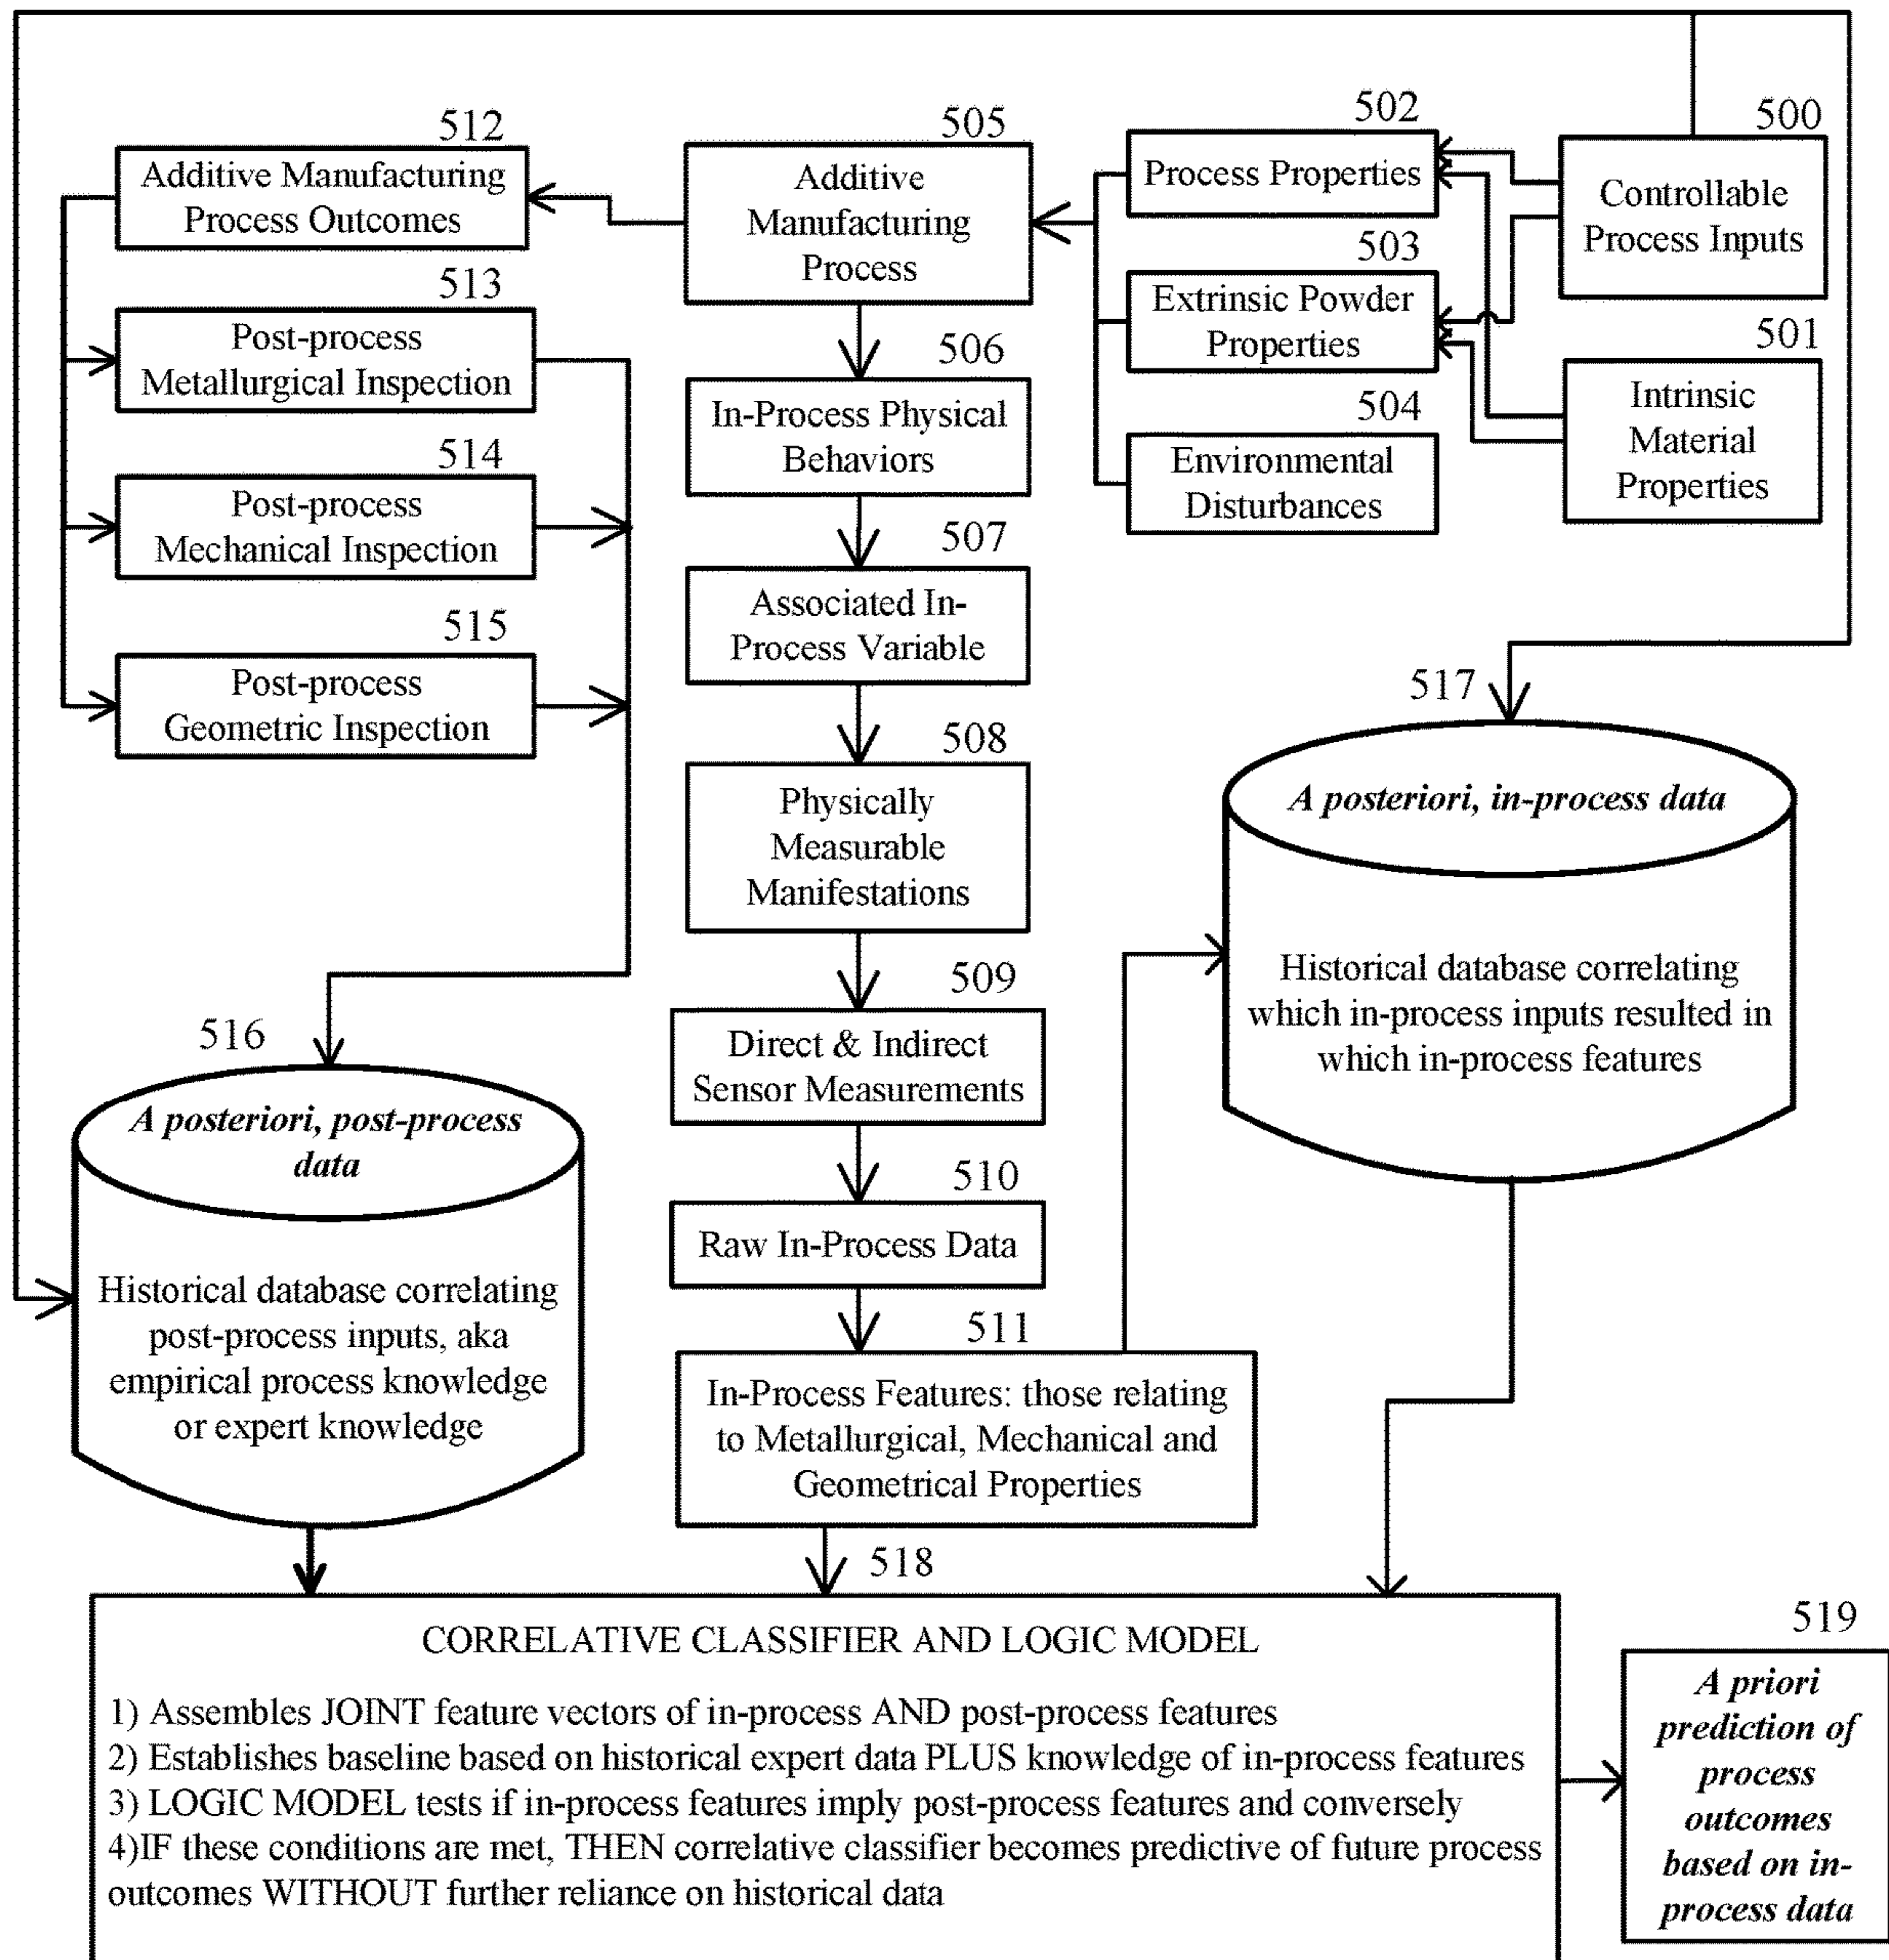 512
Additive Manufacturing
Process Outcomes
513
Post-process
Metallurgical Inspection
514
Post-process
Mechanical Inspection
515
Post-process
Geometric Inspection
505
Additive
Manufacturing
Process
506
In-Process Physical
Behaviors
507
Associated In-
Process Variable
508
Physically
Measurable
Manifestations
509
Direct & Indirect
Sensor Measurements
510
Raw In-Process Data
511
In-Process Features: those relating
to Metallurgical, Mechanical and
Geometrical Properties
502
Process Properties
503
Extrinsic Powder
Properties
504
Environmental
Disturbances
500
Controllable
Process Inputs
501
Intrinsic
Material
Properties
517
A posteriori, in-process data
Historical database correlating
which in-process inputs resulted in
which in-process features
516
A posteriori, post-process
data
Historical database correlating
post-process inputs, aka
empirical process knowledge
or expert knowledge
518
CORRELATIVE CLASSIFIER AND LOGIC MODEL
1) Assembles JOINT feature vectors of in-process AND post-process features
2) Establishes baseline based on historical expert data PLUS knowledge of in-process features
3) LOGIC MODEL tests if in-process features imply post-process features and conversely
4)IF these conditions are met, THEN correlative classifier becomes predictive of future process
outcomes WITHOUT further reliance on historical data
519
A priori
prediction of
process
outcomes
based on in-
process data